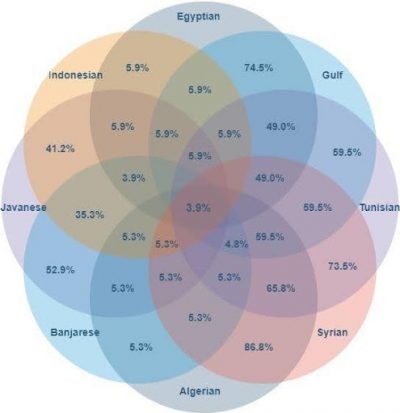 Egyptian
5.9% 74.5%
Indonesian Gulf
5.9%
5.9% 5.9% 5.9% 49.0%
41.2% 5.9% 59.5%
3.9% 49.0%
Javanese 35.3% 3.9% 59.5% Tunisian
5.3% 5.3% 4.8% 59.5%
52.9% 5.3% 5.3% 73.5%
5.3% 65.8%
5.3%
Banjarese Syrian
5.3% 86.8%
Algerian